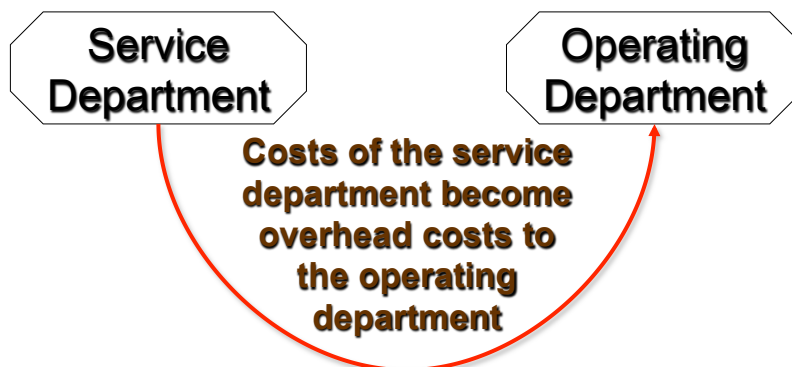 Service
Department
Operating
Department
Costs of the service
department become
overhead costs to
the operating
department